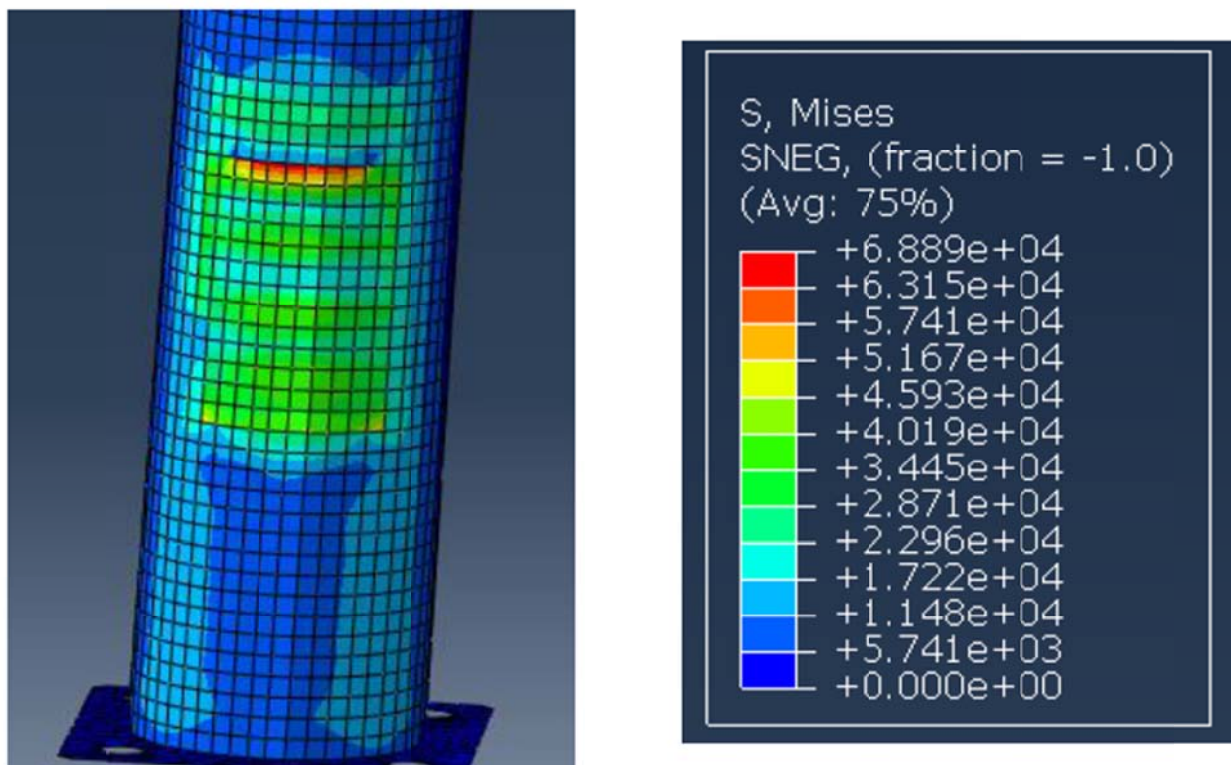 S, Mises
SNEG, (fraction = -1.0)
(Avg: 75%)
+6.889e+04
+6.315e+04
+5.741e+04
+5.167e+04
+4.593e+04
+4.019e+04
+3.445e+04
+2.871e+04
+2.296e+04
+1.722e+04
+1.148e+04
+5.741e+03
+0.000e+00